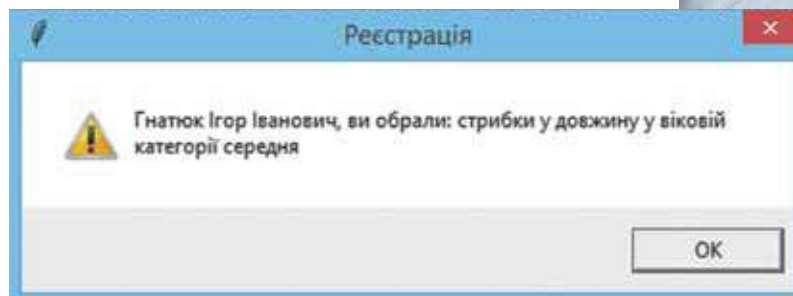 Реєстрація
Гнатюк Ігор Іванович, ви обрали: стрибки у довжину у віковій
категорії середня
OK